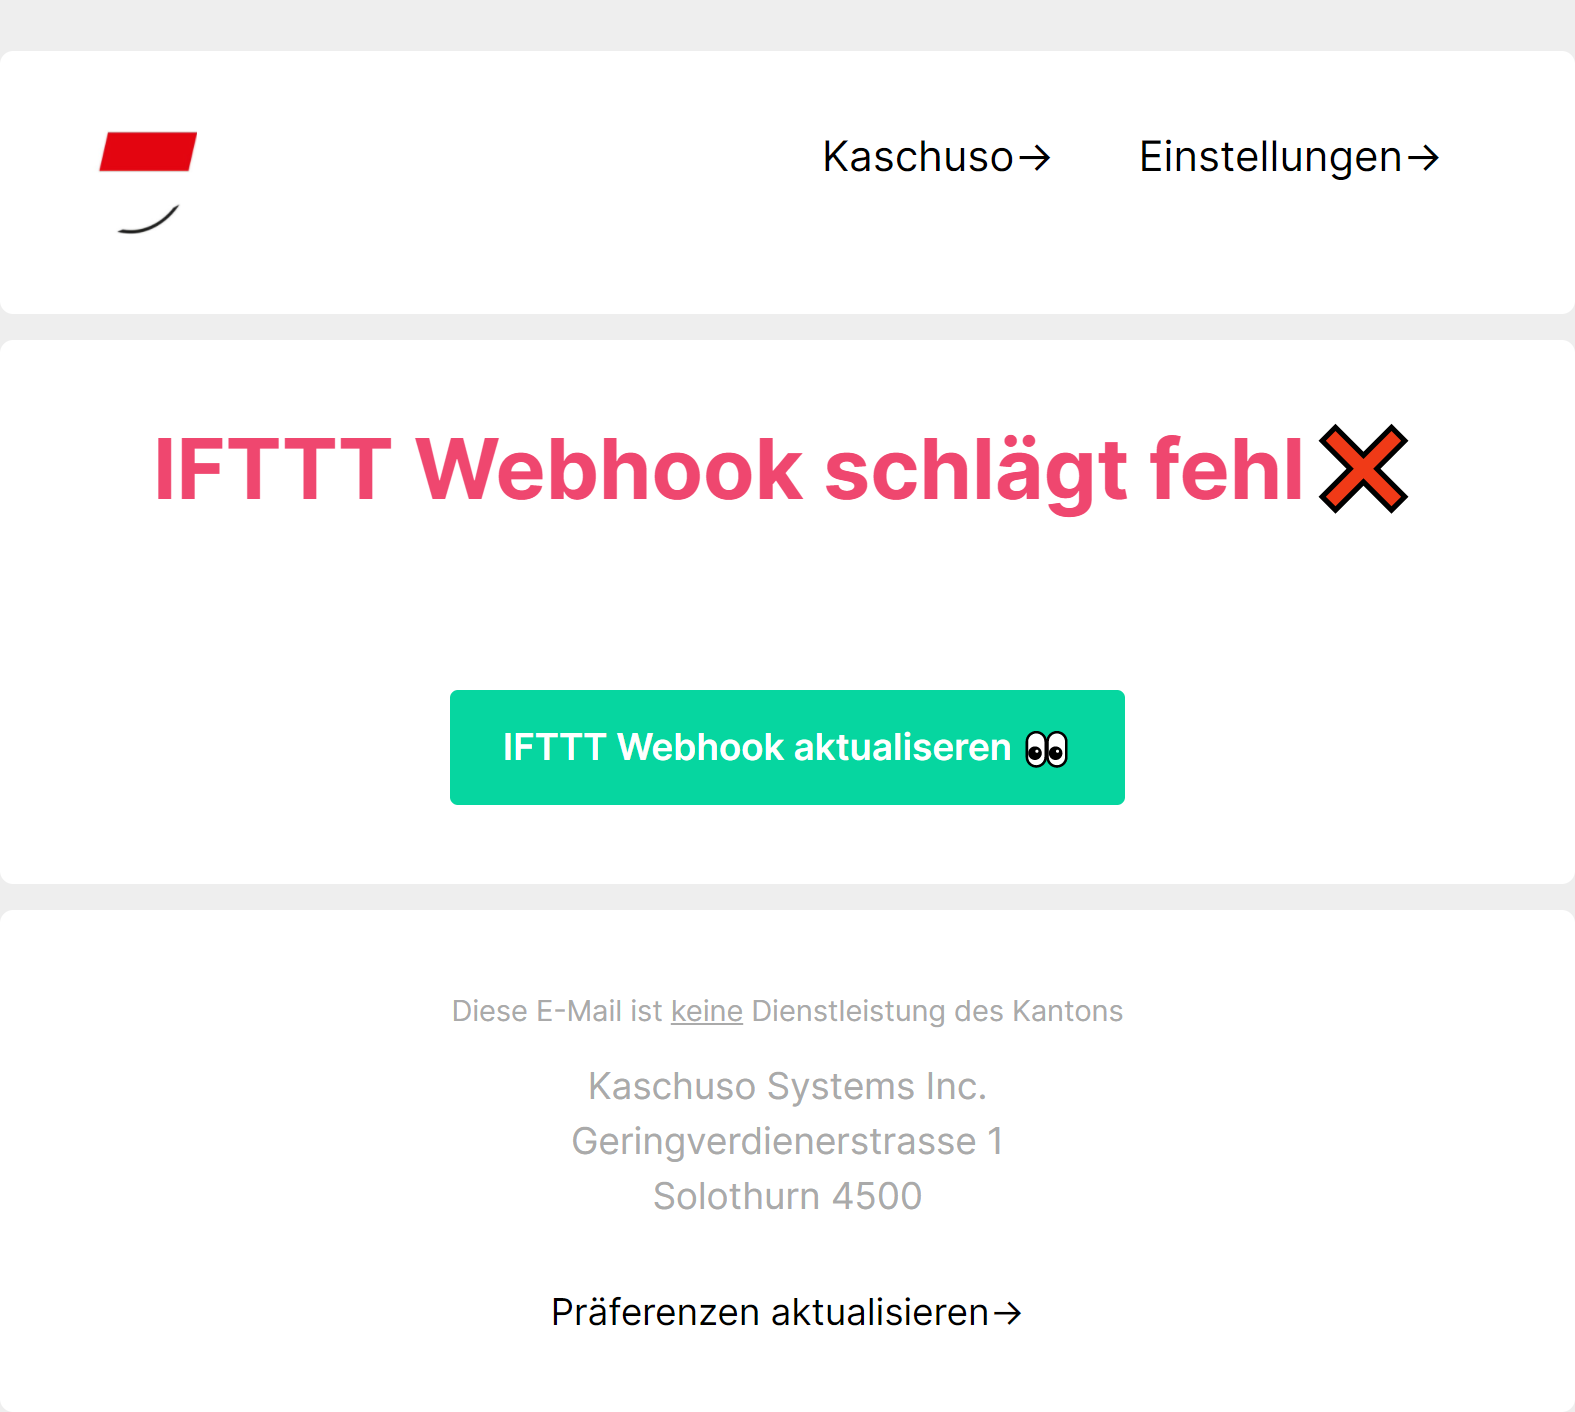 Kaschuso→ Einstellungen→
IFTTT Webhook schlägt fehl❌
IFTTT Webhook aktualiseren 👀
Diese E-Mail ist keine Dienstleistung des Kantons
Kaschuso Systems Inc.
Geringverdienerstrasse 1
Solothurn 4500
Präferenzen aktualisieren→